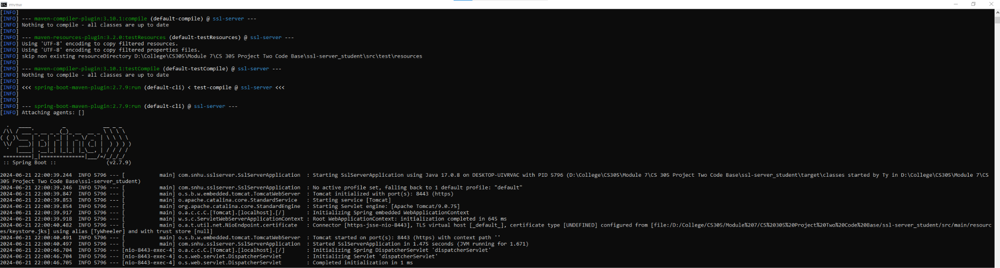 mvnw
[INFO]
[INFO] --- maven-compiler-plugin:3.10.1:compile (default-compile) @ ssl-server ---
[INFO] Nothing to compile - all classes are up to date
[INFO]
[INFO] --- maven-resources-plugin:3.2.0:testResources (default-testResources) @ ssl-server ---
[INFO] Using 'UTF-8' encoding to copy filtered resources.
[INFO] Using 'UTF-8' encoding to copy filtered properties files.
[INFO] skip non existing resourceDirectory D:\College\CS305\Module 7\CS 305 Project Two Code Base\ssl-server_student\src\test\resources
[INFO]
[INFO] --- maven-compiler-plugin:3.10.1:testCompile (default-testCompile) @ ssl-server ---
[INFO] Nothing to compile - all classes are up to date
[INFO]
[INFO] <<< spring-boot-maven-plugin:2.7.9:run (default-cli) < test-compile @ ssl-server <<<
[INFO]
[INFO]
[INFO] --- spring-boot-maven-plugin:2.7.9:run (default-cli) @ ssl-server ---
[INFO] Attaching agents: []
Spring
:: Spring Boot ::                (v2.7.9)
2024-06-21 22:00:39.244  INFO 5796 --- [           main] com.snhu.sslserver.SslServerApplication  : Starting SslServerApplication using Java 17.0.8 on DESKTOP-UIVRVAC with PID 5796 (D:\College\CS305\Module 7\CS 305 Project Two Code Base\ssl-server_student\target\classes started by Ty in D:\College\CS305\Module 7\CS
305 Project Two Code Base\ssl-server_student)
2024-06-21 22:00:39.246  INFO 5796 --- [           main] com.snhu.sslserver.SslServerApplication  : No active profile set, falling back to 1 default profile: "default"
2024-06-21 22:00:39.847  INFO 5796 --- [           main] o.s.b.w.embedded.tomcat.TomcatWebServer  : Tomcat initialized with port(s): 8443 (https)
2024-06-21 22:00:39.853  INFO 5796 --- [           main] o.apache.catalina.core.StandardService   : Starting service [Tomcat]
2024-06-21 22:00:39.854  INFO 5796 --- [           main] org.apache.catalina.core.StandardEngine  : Starting Servlet engine: [Apache Tomcat/9.0.75]
2024-06-21 22:00:39.917  INFO 5796 --- [           main] o.a.c.c.C.[Tomcat].[localhost].[/]       : Initializing Spring embedded WebApplicationContext
2024-06-21 22:00:39.918  INFO 5796 --- [           main] w.s.c.ServletWebServerApplicationContext : Root WebApplicationContext: initialization completed in 645 ms
2024-06-21 22:00:40.482  INFO 5796 --- [           main] o.a.t.util.net.NioEndpoint.certificate   : Connector [https-jsse-nio-8443], TLS virtual host [_default_], certificate type [UNDEFINED] configured from [file:/D:/College/CS305/Module%207/CS%20305%20Project%20Two%20Code%20Base/ssl-server_student/src/main/resourc
es/keystore.jks] using alias [TyWheeler] and with trust store [null]
2024-06-21 22:00:40.491  INFO 5796 --- [           main] o.s.b.w.embedded.tomcat.TomcatWebServer  : Tomcat started on port(s): 8443 (https) with context path ''
2024-06-21 22:00:40.497  INFO 5796 --- [           main] com.snhu.sslserver.SslServerApplication  : Started SslServerApplication in 1.475 seconds (JVM running for 1.671)
2024-06-21 22:00:46.704  INFO 5796 --- [nio-8443-exec-4] o.a.c.c.C.[Tomcat].[localhost].[/]       : Initializing Spring DispatcherServlet 'dispatcherServlet'
2024-06-21 22:00:46.704  INFO 5796 --- [nio-8443-exec-4] o.s.web.servlet.DispatcherServlet        : Initializing Servlet 'dispatcherServlet'
2024-06-21 22:00:46.705  INFO 5796 --- [nio-8443-exec-4] o.s.web.servlet.DispatcherServlet        : Completed initialization in 1 ms